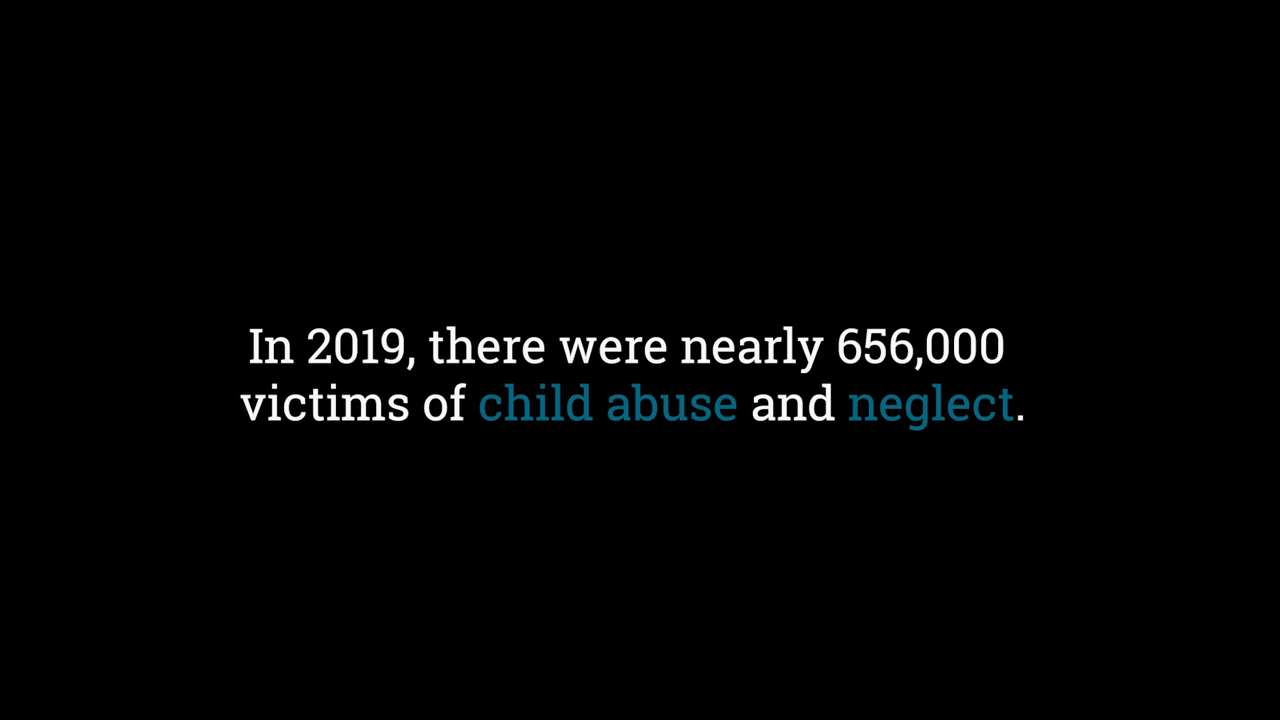 In 2019, there were nearly 656,000
victims of child abuse and neglect.